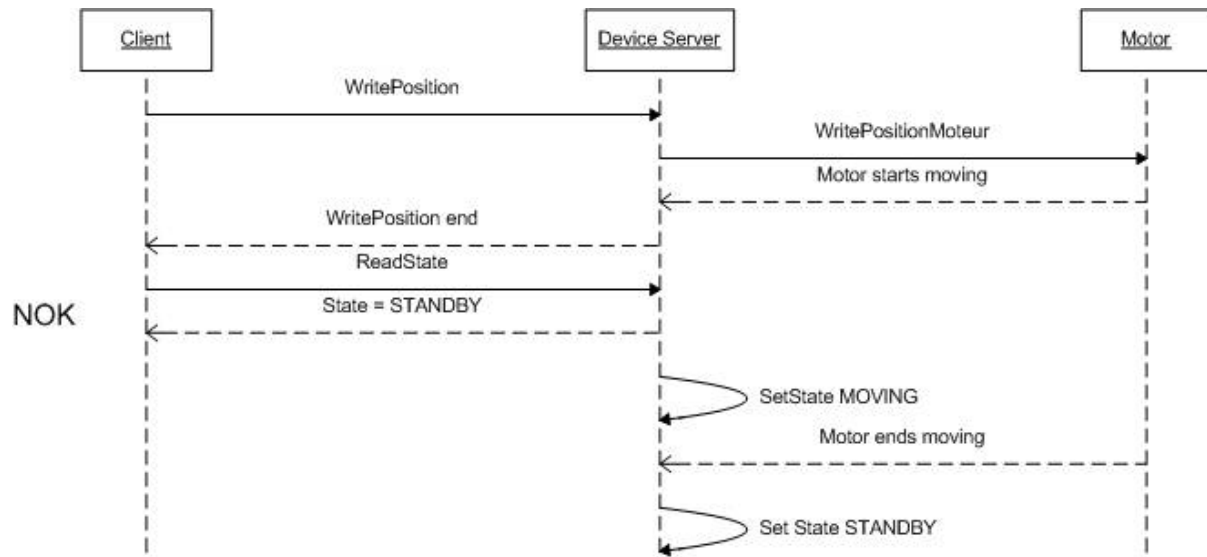 Client
Device Server
Motor
WritePosition
WritePositionMoteur
Motor starts moving
WritePosition end
ReadState
State = STANDBY
NOK
SetState MOVING
Motor ends moving
Set State STANDBY